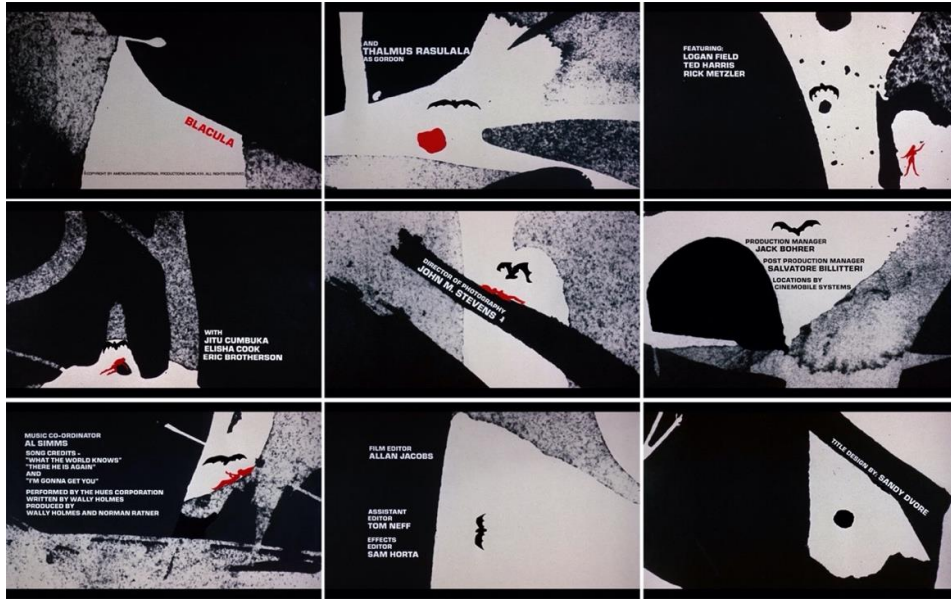 BLACULA
©COPYRIGHT BY AMERICAN INTERNATIONAL PRODUCTIONS MCMLXXII. ALL RIGHTS RESERVED
AND
THALMUS RASULALA
AS GORDON
FEATURING:
LOGAN FIELD
TED HARRIS
RICK METZLER
WITH
JITU CUMBUKA
ELISHA COOK
ERIC BROTHERSON
DIRECTOR OF PHOTOGRAPHY
JOHN M. STEVENS
PRODUCTION MANAGER
JACK BOHRER
POST PRODUCTION MANAGER
SALVATORE BILLITTERI
LOCATIONS BY
CINEMOBILE SYSTEMS
MUSIC CO-ORDINATOR
AL SIMMS
SONG CREDITS -
"WHAT THE WORLD KNOWS"
"THERE HE IS AGAIN"
AND
"I'M GONNA GET YOU"
PERFORMED BY THE HUES CORPORATION
WRITTEN BY WALLY HOLMES
PRODUCED BY
WALLY HOLMES AND NORMAN RATNER
FILM EDITOR
ALLAN JACOBS
ASSISTANT
EDITOR
TOM NEFF
EFFECTS
EDITOR
SAM HORTA
TITLE DESIGN BY: SANDY DVORE